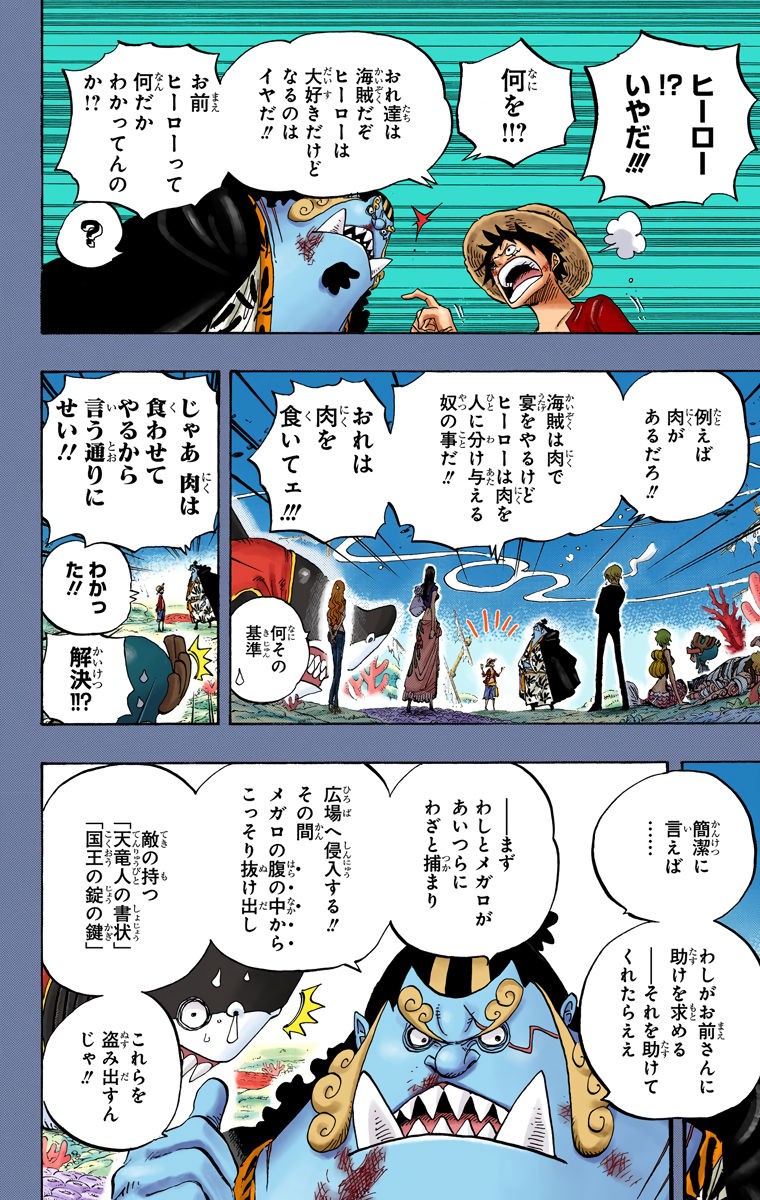 ヒーロー
!?
いやだ!!!
何を!!?
おれ達は
海賊だぞ
ヒーローは
大好きだけど
なるのは
イヤだ!!
お前
ヒーローって
何だか
わかってんの
か!?
?
例えば
肉が
あるだろ!!
海賊は肉で
宴をやるけど
ヒーローは肉を
人に分け与える
奴の事だ!!
おれは
肉を
食いてェ!!!
何その
基準
じゃあ 肉は
食わせて
やるから
言う通りに
せい!!
わかっ
た!!
解決!!!?
簡潔に
言えば
……
わしがお前さんに
助けを求める
──それを助けて
くれたらええ
──まず
わしとメガロが
あいつらに
わざと捕まり
広場へ侵入する!!
その間
メガロの腹の中から
こっそり抜け出し
敵の持つ
「天竜人の書状」
「国王の錠の鍵」
これらを
盗み出すん
じゃ!!